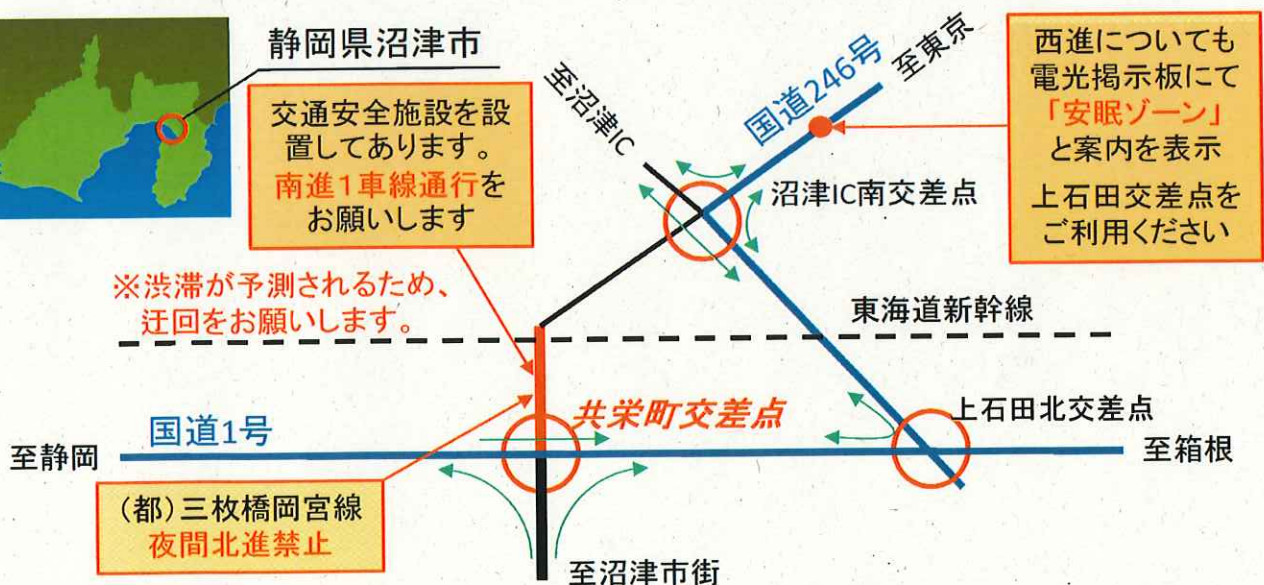 静岡県沼津市
交通安全施設を設
置してあります。
南進1車線通行を
お願いします
※渋滞が予測されるため、
迂回をお願いします。
至沼津IC
国道246号
至東京
西進についても
電光掲示板にて
「安眠ゾーン」
と案内を表示
上石田交差点を
ご利用ください
沼津IC南交差点
東海道新幹線
共栄町交差点
上石田北交差点
国道1号
至静岡
至箱根
(都)三枚橋岡宮線
夜間北進禁止
至沼津市街